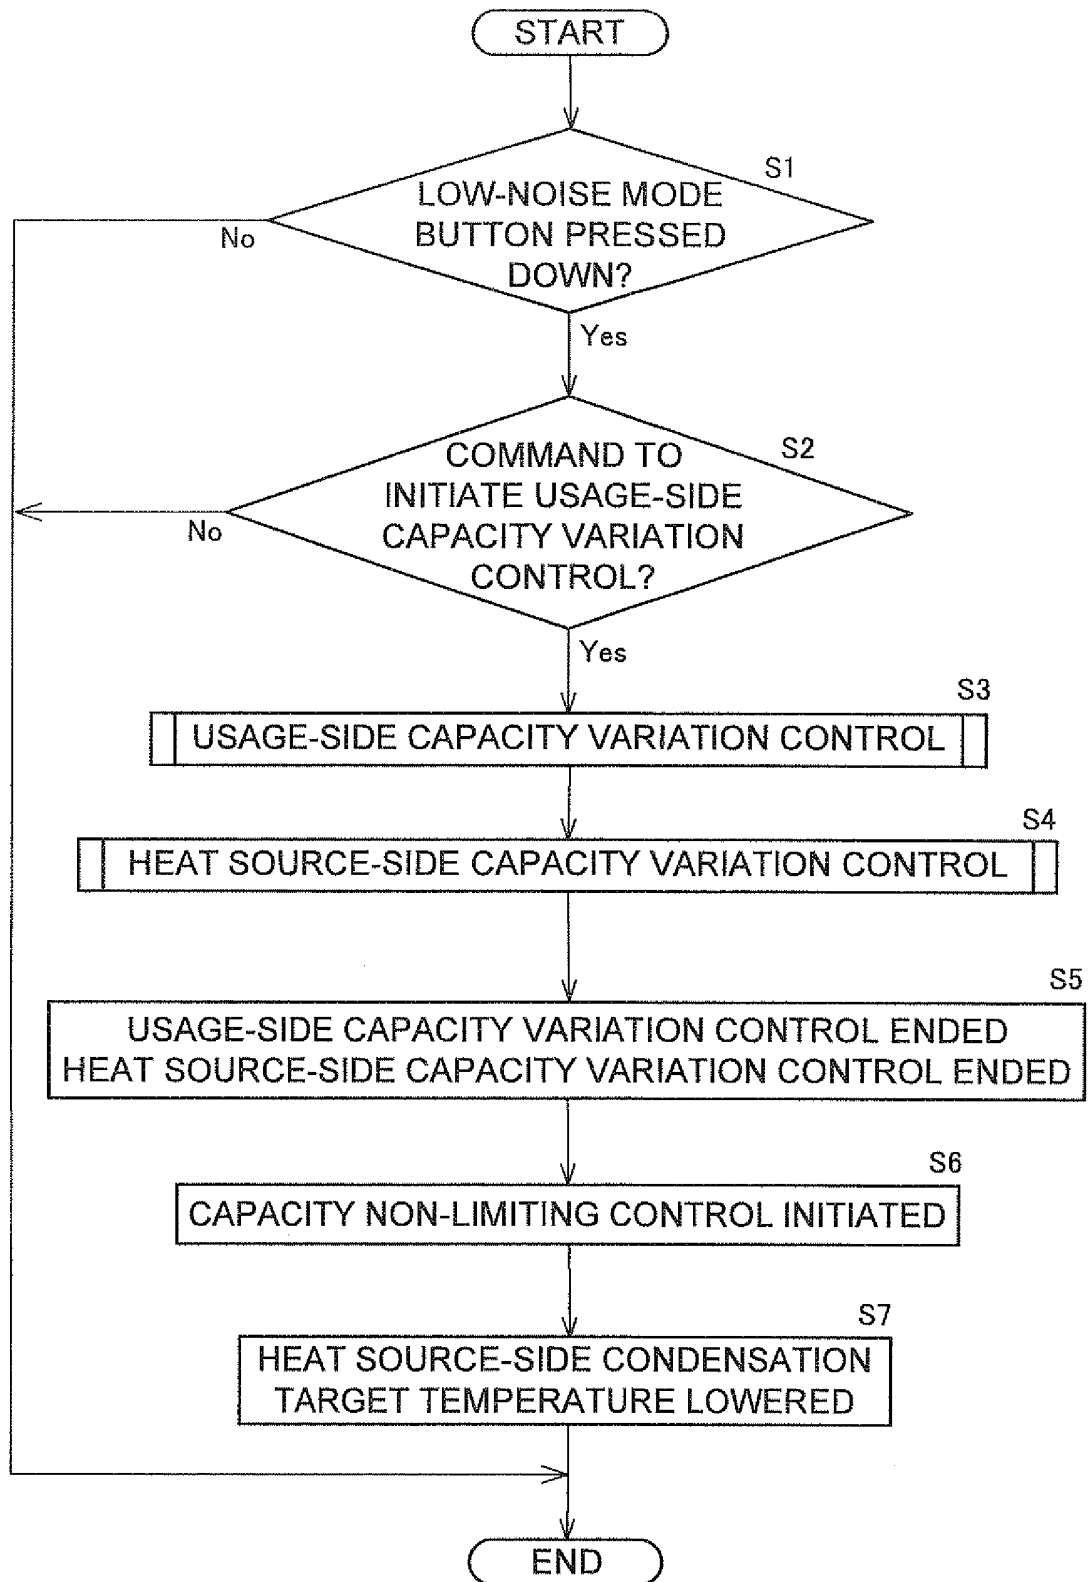 START
S1
LOW-NOISE MODE
BUTTON PRESSED
DOWN?
No
Yes
S2
COMMAND TO
INITIATE USAGE-SIDE
CAPACITY VARIATION
CONTROL?
No
Yes
S3
USAGE-SIDE CAPACITY VARIATION CONTROL
S4
HEAT SOURCE-SIDE CAPACITY VARIATION CONTROL
S5
USAGE-SIDE CAPACITY VARIATION CONTROL ENDED
HEAT SOURCE-SIDE CAPACITY VARIATION CONTROL ENDED
S6
CAPACITY NON-LIMITING CONTROL INITIATED
S7
HEAT SOURCE-SIDE CONDENSATION
TARGET TEMPERATURE LOWERED
END